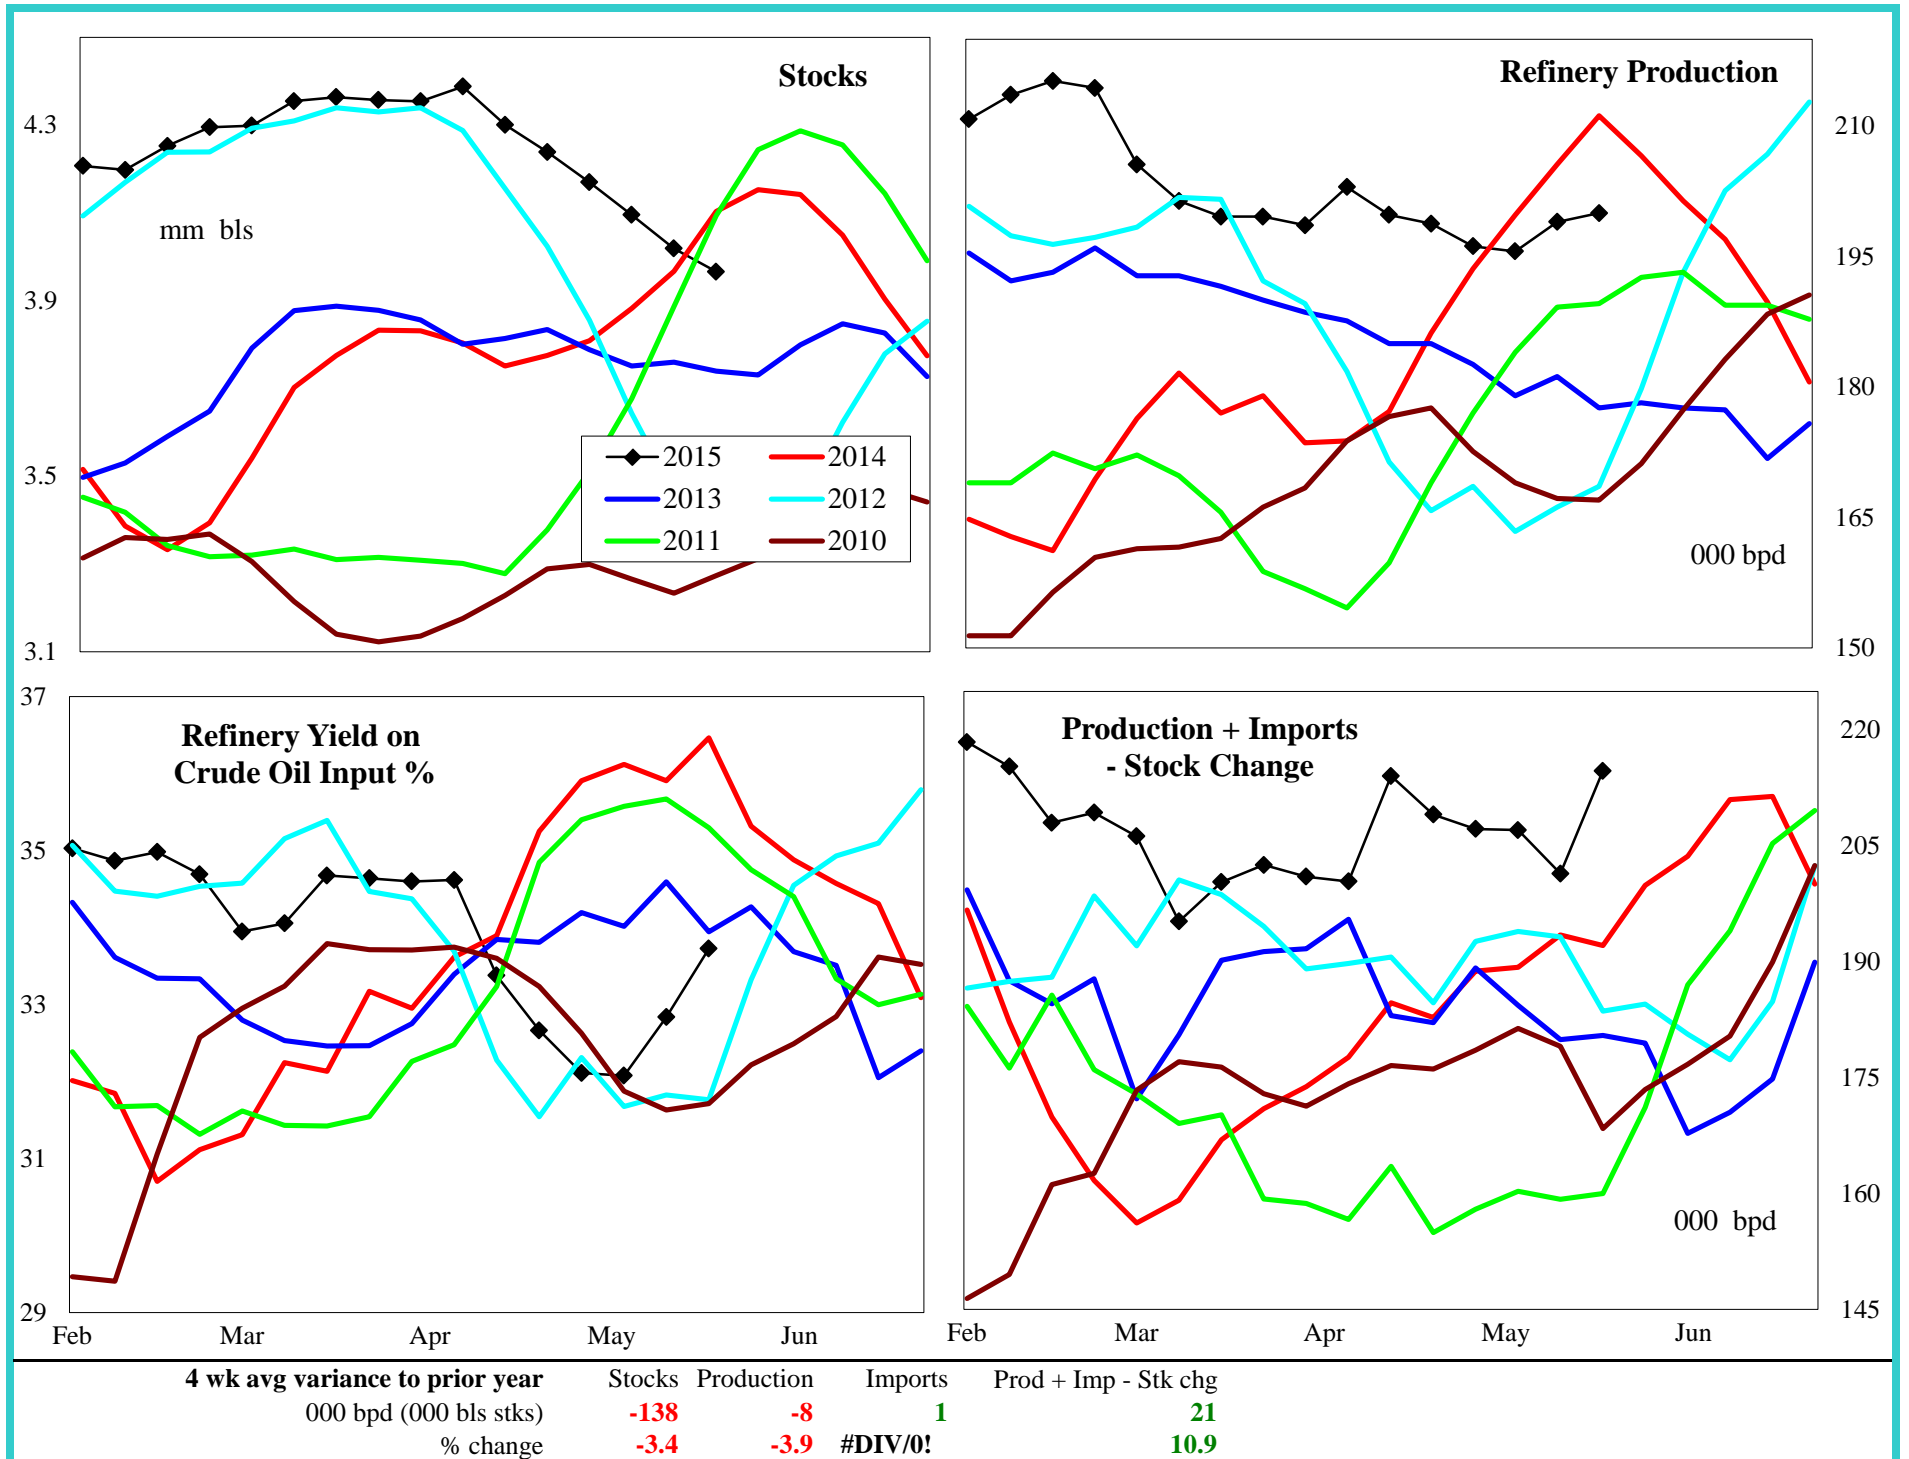 Stocks
4.3
3.9
3.5
3.1
mm bls
2015
2014
2013
2012
2011
2010
Refinery Production
210
195
180
165
150
000 bpd
Refinery Yield on
Crude Oil Input %
37
35
33
31
29
Feb Mar Apr May Jun
Production + Imports
- Stock Change
220
205
190
175
160
145
000 bpd
Feb Mar Apr May Jun
4 wk avg variance to prior year Stocks Production Imports Prod + Imp - Stk chg
000 bpd (000 bls stks) -138 -8 1 21
% change -3.4 -3.9 #DIV/0! 10.9